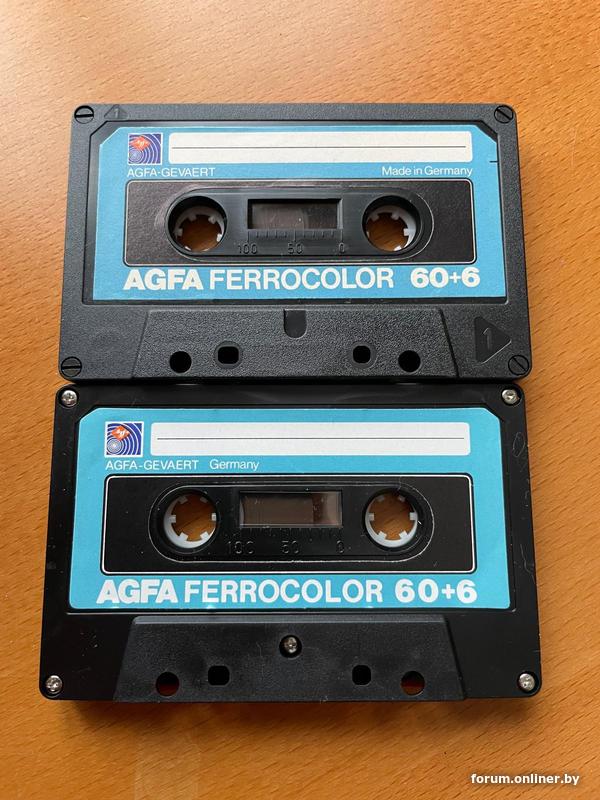 1
AGFA-GEVAERT Made in Germany
100 50 0
AGFA FERROCOLOR 60+6
1
AGFA-GEVAERT Germany
100 50 0
AGFA FERROCOLOR 60+6
forum.onliner.by